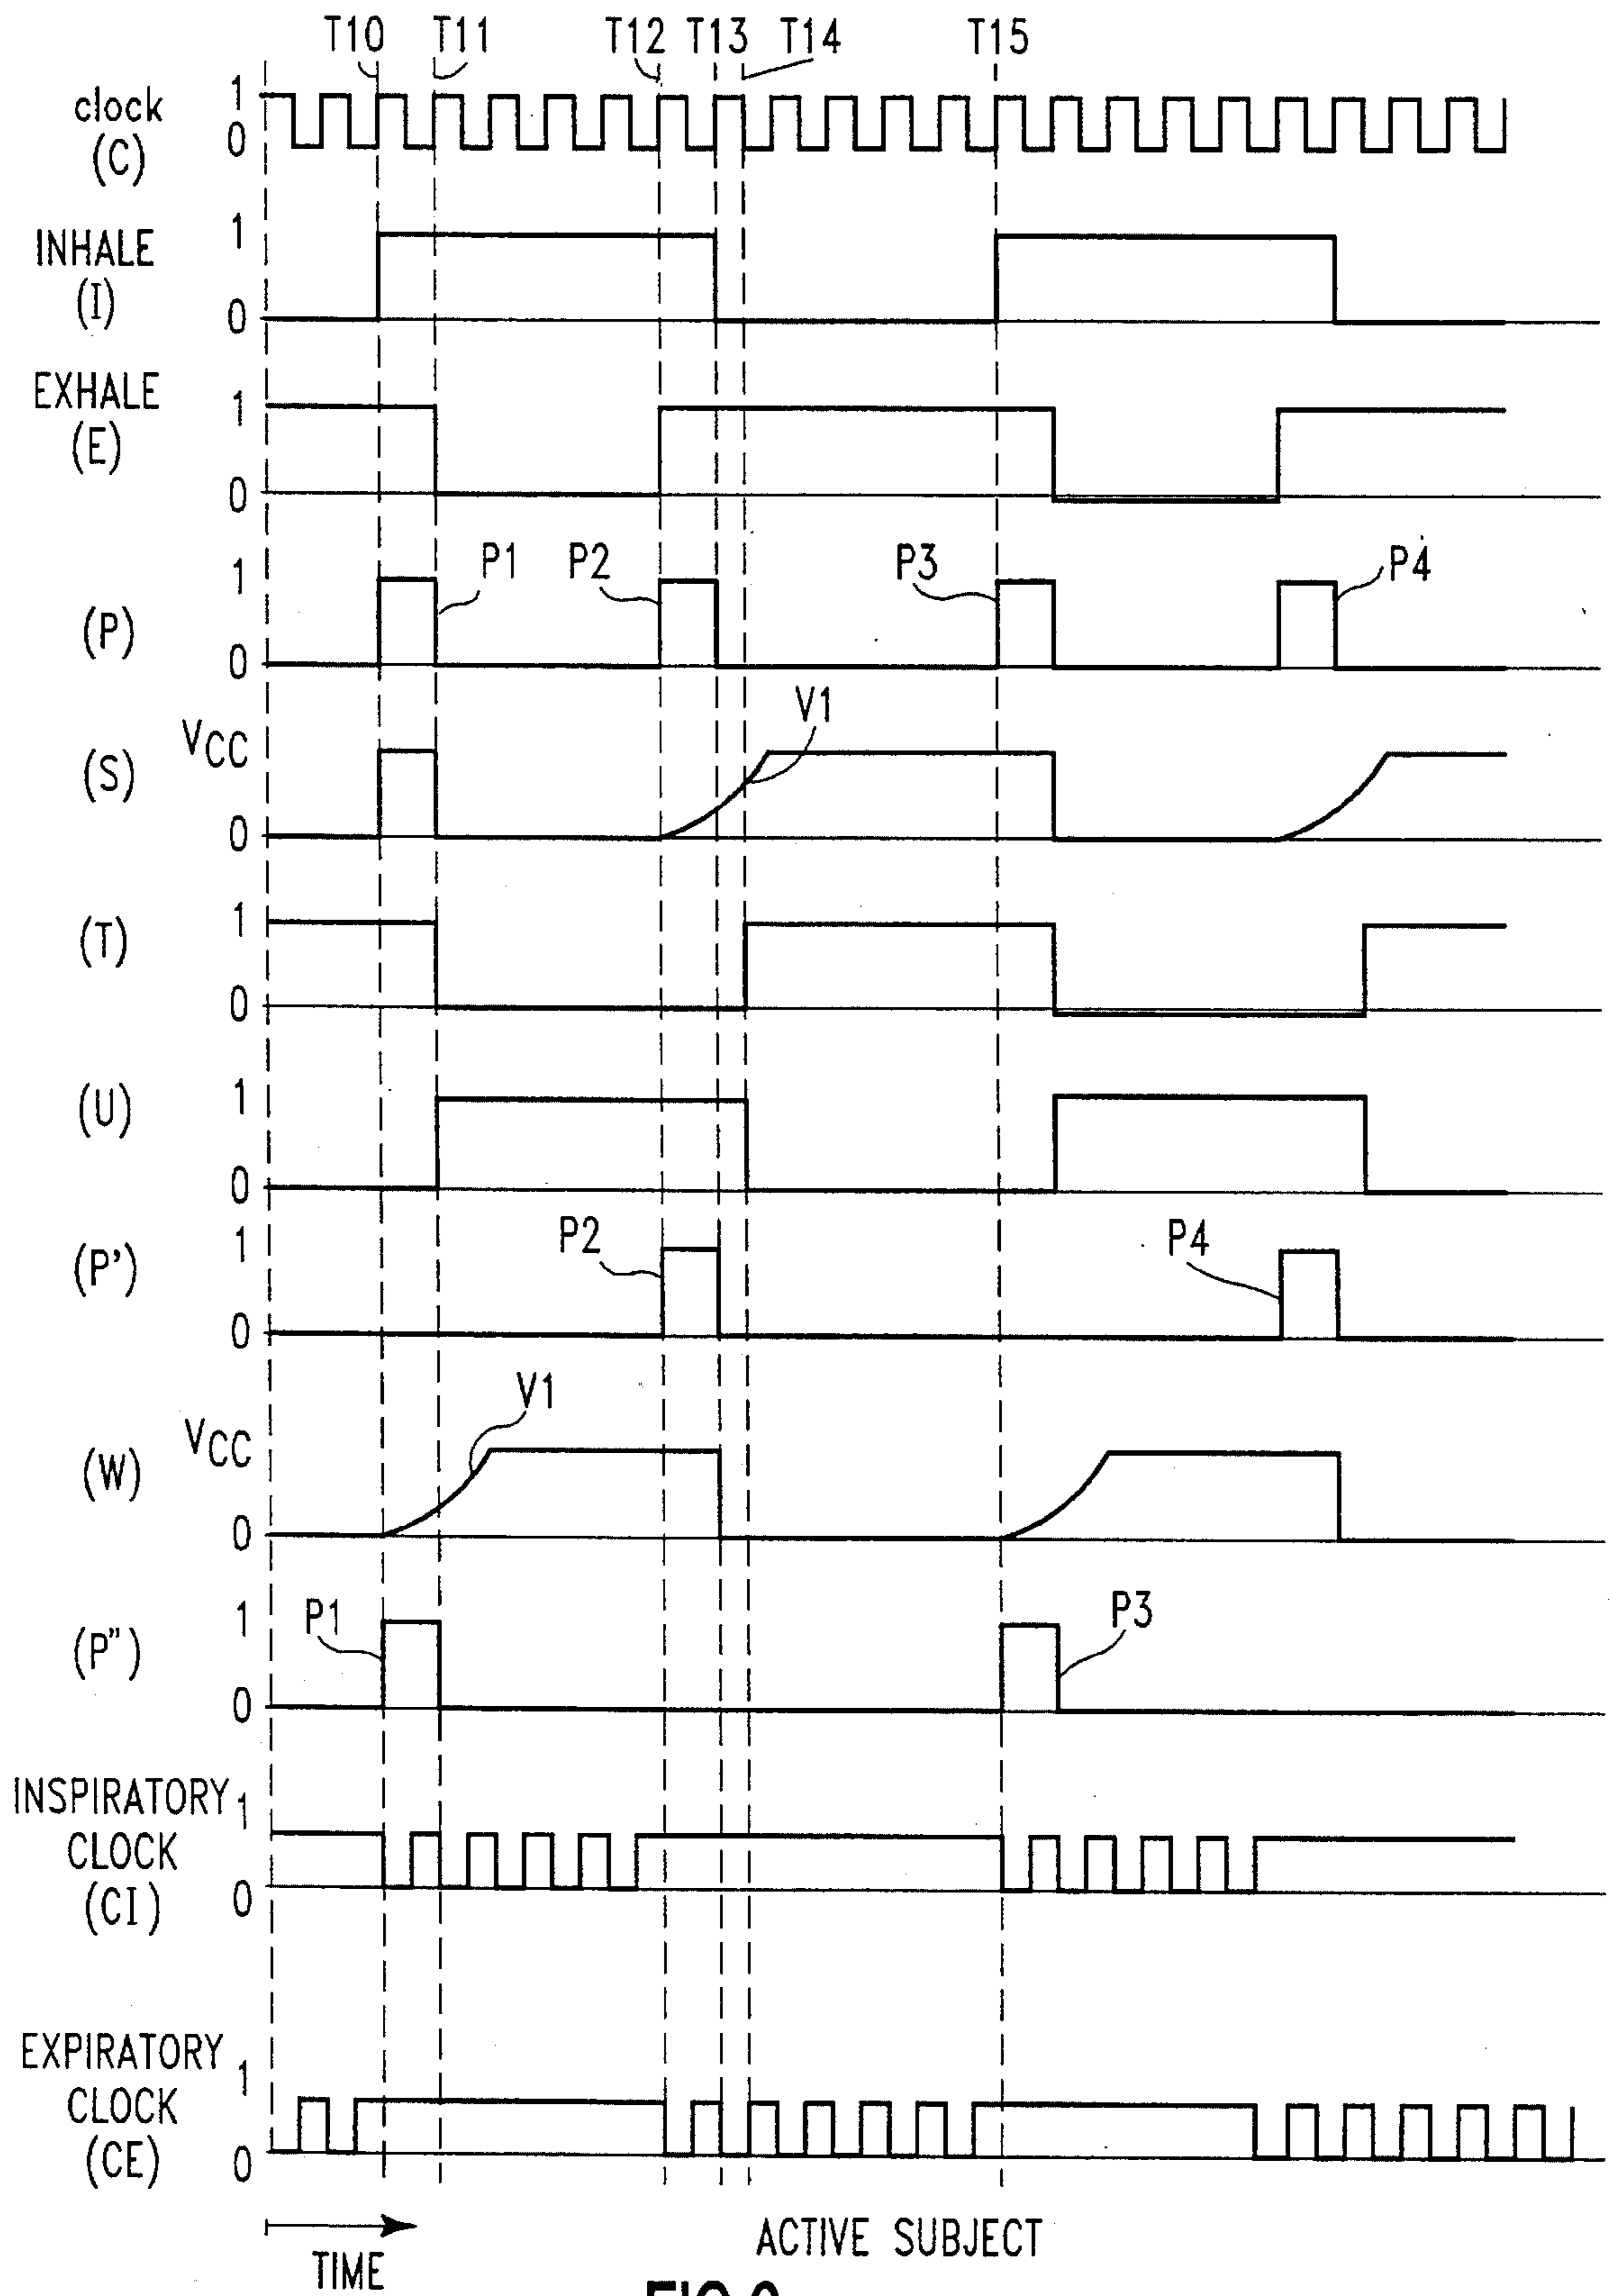 T10 T11 T12 T13 T14 T15
clock
(C)
1
0
INHALE
(I)
1
0
EXHALE
(E)
1
0
(P)
1
0
P1
P2
P3
P4
(S)
VCC
0
V1
(T)
1
0
(U)
1
0
(P')
1
0
P2
P4
(W)
VCC
0
V1
(P")
1
0
P1
P3
INSPIRATORY
CLOCK
(CI)
1
0
EXPIRATORY
CLOCK
(CE)
1
0
TIME
ACTIVE SUBJECT